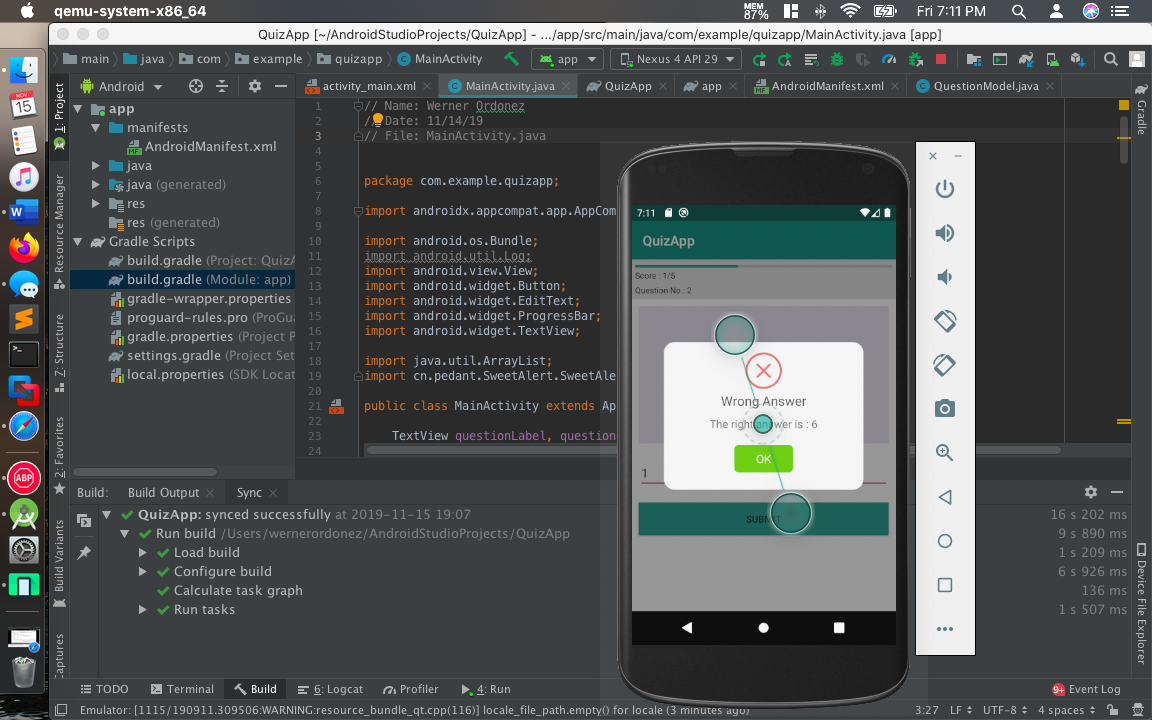 qemu-system-x86_64
MEM
87%
Fri 7:11 PM
QuizApp [~/AndroidStudioProjects/QuizApp] - .../app/src/main/java/com/example/quizapp/MainActivity.java [app]
main java com example quizapp MainActivity app Nexus 4 API 29
NOV
15
Android
activity_main.xml MainActivity.java QuizApp app AndroidManifest.xml QuestionModel.java
1: Project
Resource Manager
Z: Structure
2: Favorites
Build Variants
Captures
Gradle
Device File Explorer
app
manifests
AndroidManifest.xml
java
java (generated)
res
res (generated)
Gradle Scripts
build.gradle (Project: QuizA
build.gradle (Module: app)
gradle-wrapper.properties
proguard-rules.pro (ProGua
gradle.properties (Project P
settings.gradle (Project Set
local.properties (SDK Locat
1 // Name: Werner Ordonez
2 // Date: 11/14/19
3 // File: MainActivity.java
4
5
6 package com.example.quizapp;
7
8 import androidx.appcompat.app.AppCom
9
10 import android.os.Bundle;
11 import android.util.Log;
12 import android.view.View;
13 import android.widget.Button;
14 import android.widget.EditText;
15 import android.widget.ProgressBar;
16 import android.widget.TextView;
17
18 import java.util.ArrayList;
19 import cn.pedant.SweetAlert.SweetAle
20
21 public class MainActivity extends Ap
22
23 TextView questionLabel, question
24
7:11
QuizApp
Score : 1/5
Question No : 2
Wrong Answer
The right answer is : 6
OK
1
SUBMIT
ABP
Build: Build Output Sync
QuizApp: synced successfully at 2019-11-15 19:07 16 s 202 ms
Run build /Users/wernerordonez/AndroidStudioProjects/QuizApp 9 s 890 ms
Load build 1 s 209 ms
Configure build 6 s 926 ms
Calculate task graph 136 ms
Run tasks 1 s 507 ms
TODO Terminal Build 6: Logcat Profiler 4: Run 9+ Event Log
Emulator: [1115/190911.309506:WARNING:resource_bundle_qt.cpp(116)] locale_file_path.empty() for locale (3 minutes ago) 3:27 LF UTF-8 4 spaces